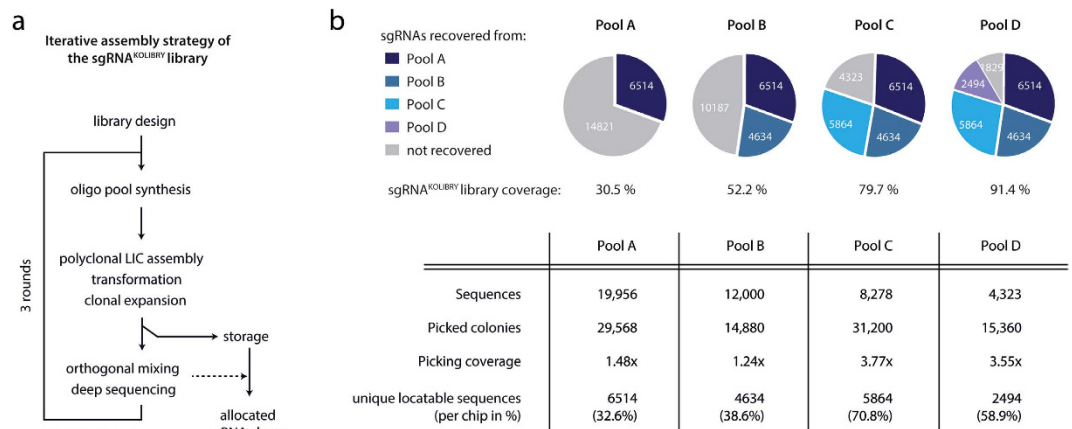 a
Iterative assembly strategy of
the sgRNAKOLIBRY library
library design
oligo pool synthesis
polyclonal LIC assembly
transformation
clonal expansion
3 rounds
storage
orthogonal mixing
deep sequencing
allocated
b
Pool A Pool B Pool C Pool D
sgRNAs recovered from:
Pool A
Pool B
Pool C
Pool D
not recovered
6514
14821
6514
10187
4634
4323
6514
5864
4634
1829
2494
6514
5864
4634
sgRNAKOLIBRY library coverage: 30.5 % 52.2 % 79.7 % 91.4 %
Pool A Pool B Pool C Pool D
Sequences 19,956 12,000 8,278 4,323
Picked colonies 29,568 14,880 31,200 15,360
Picking coverage 1.48x 1.24x 3.77x 3.55x
unique locatable sequences 6514 4634 5864 2494
(per chip in %) (32.6%) (38.6%) (70.8%) (58.9%)